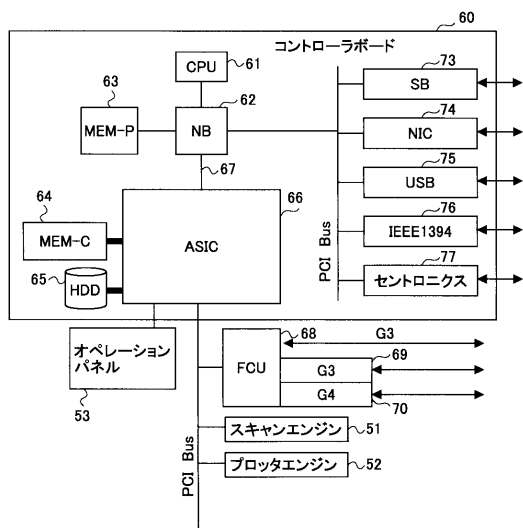 60
コントローラボード
CPU
61
63
62
MEM-P
NB
67
73
SB
74
NIC
75
USB
76
IEEE1394
77
セントロニクス
PCI Bus
64
66
MEM-C
ASIC
65
HDD
オペレーション
パネル
53
68
FCU
G3
69
G3
G4
70
スキャンエンジン
51
プロッタエンジン
52
PCI Bus